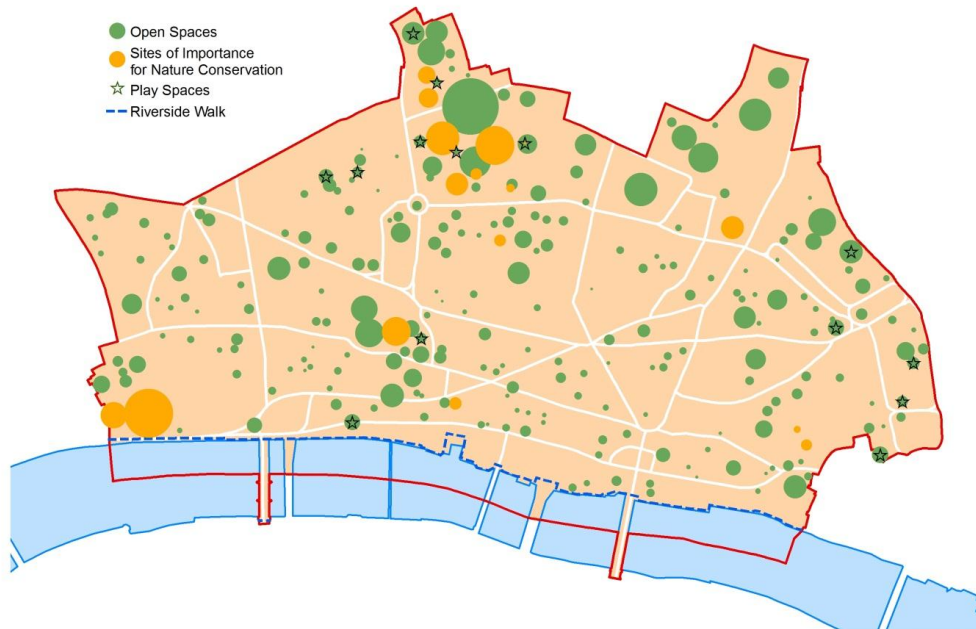 Open Spaces
Sites of Importance
for Nature Conservation
Play Spaces
Riverside Walk